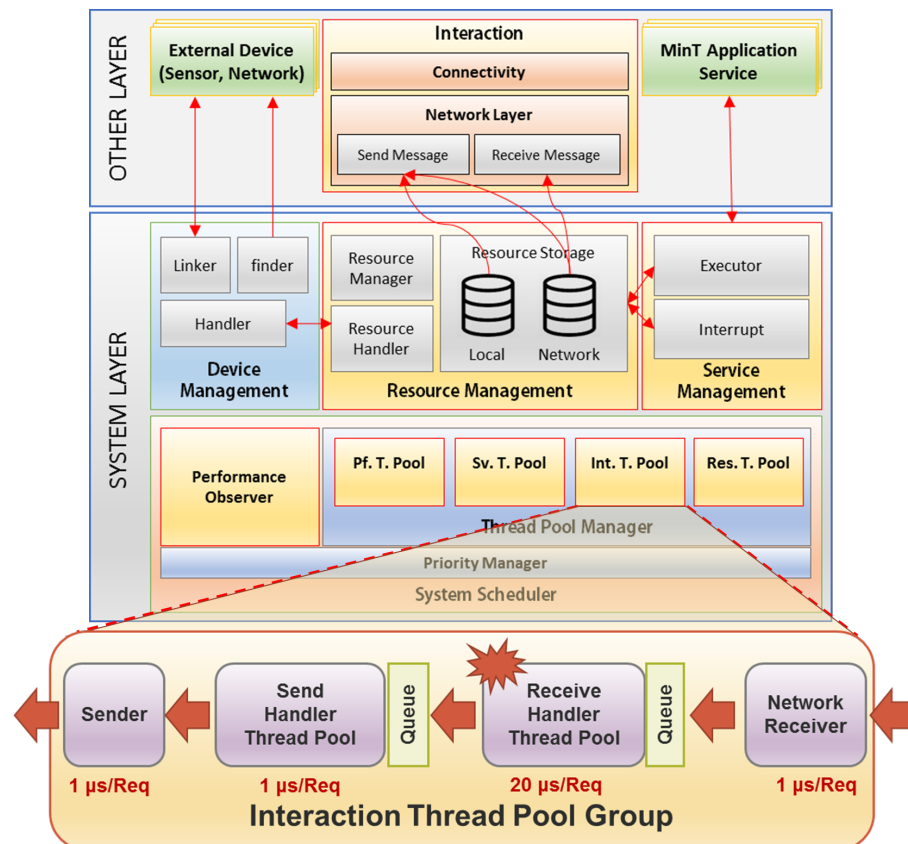 OTHER LAYER
External Device
(Sensor, Network)
Interaction
Connectivity
Network Layer
Send Message
Receive Message
MinT Application
Service
SYSTEM LAYER
Linker
finder
Handler
Device
Management
Resource
Manager
Resource
Handler
Resource Storage
Local
Network
Resource Management
Executor
Interrupt
Service
Management
Performance
Observer
Pf. T. Pool
Sv. T. Pool
Int. T. Pool
Res. T. Pool
Thread Pool Manager
Priority Manager
System Scheduler
Sender
Send
Handler
Thread Pool
Queue
Receive
Handler
Thread Pool
Queue
Network
Receiver
1 µs/Req
1 µs/Req
20 µs/Req
1 µs/Req
Interaction Thread Pool Group